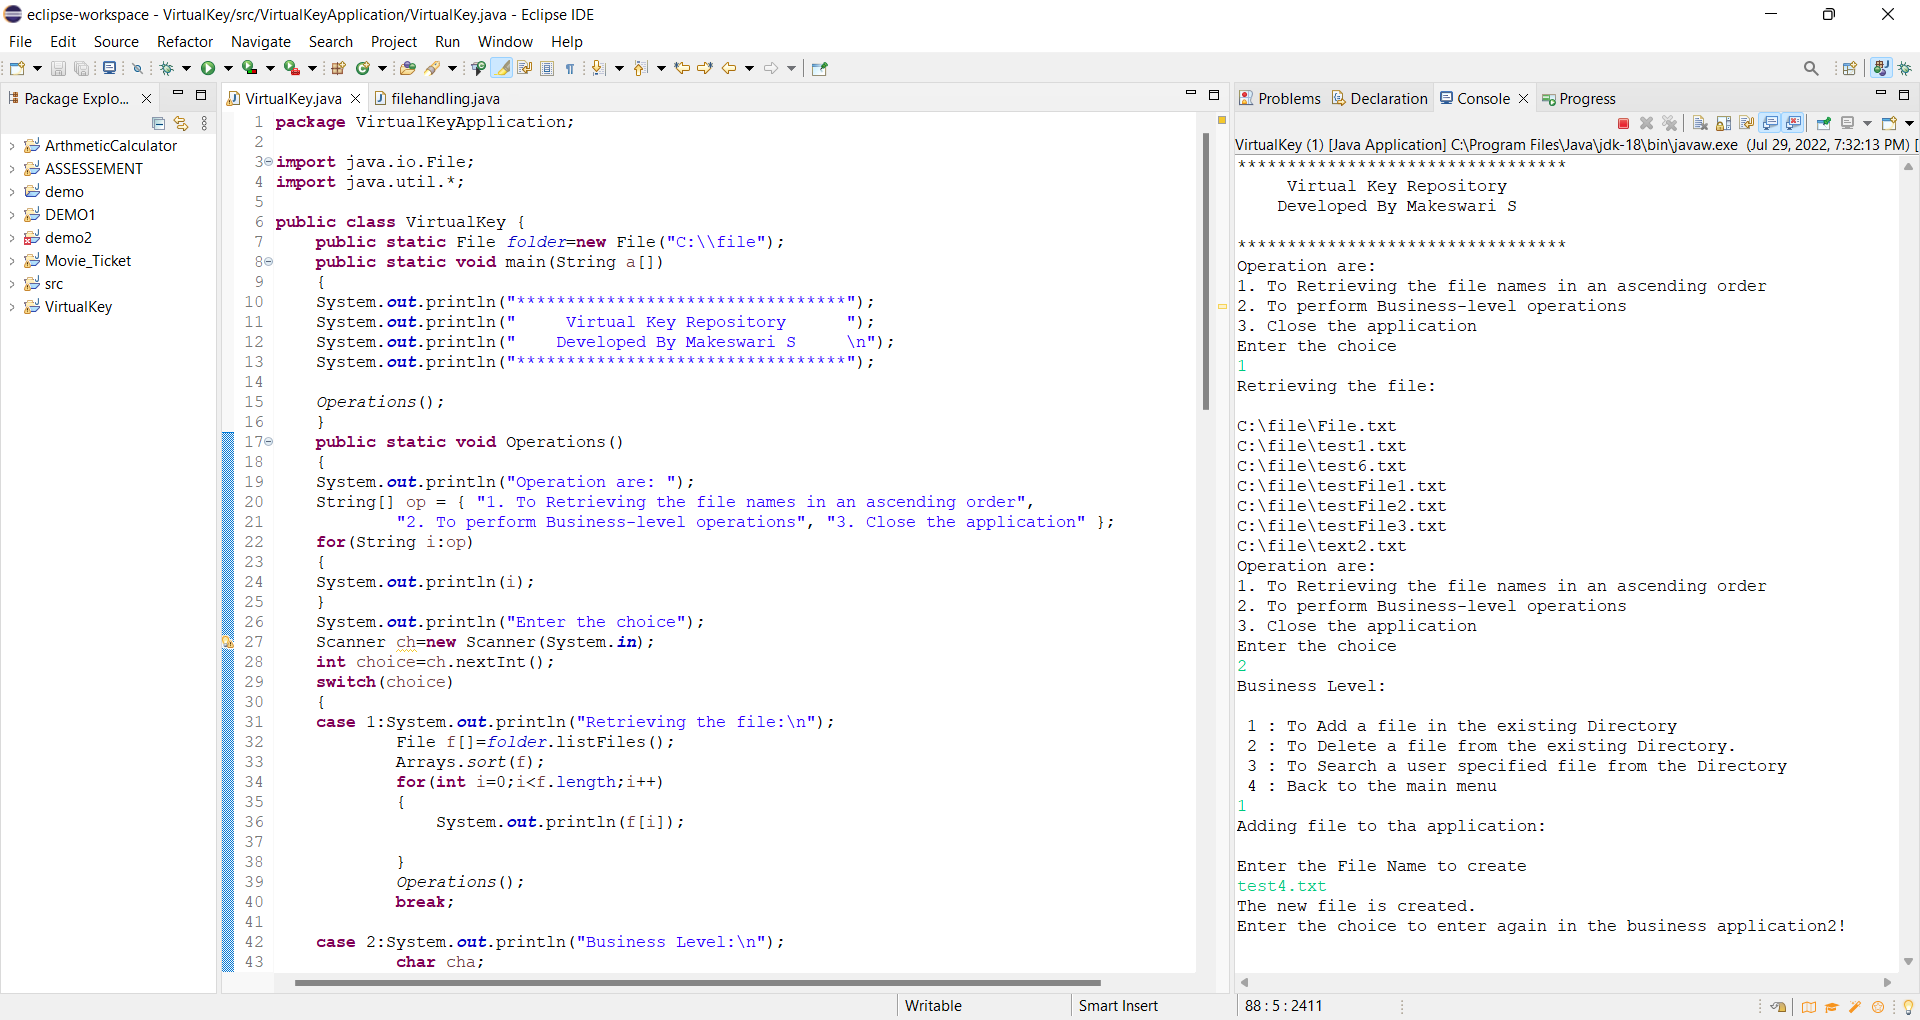 eclipse-workspace - VirtualKey/src/VirtualKeyApplication/VirtualKey.java - Eclipse IDE
File Edit Source Refactor Navigate Search Project Run Window Help
Package Explo...
ArthmeticCalculator
ASSESSEMENT
demo
DEMO1
demo2
Movie_Ticket
src
VirtualKey
VirtualKey.java filehandling.java
1 package VirtualKeyApplication;
2
3 import java.io.File;
4 import java.util.*;
5
6 public class VirtualKey {
7 public static File folder=new File("C:\\file");
8 public static void main(String a[])
9 {
10 System.out.println("*********************************");
11 System.out.println("     Virtual Key Repository      ");
12 System.out.println("    Developed By Makeswari S     \n");
13 System.out.println("*********************************");
14
15 Operations();
16 }
17 public static void Operations()
18 {
19 System.out.println("Operation are: ");
20 String[] op = { "1. To Retrieving the file names in an ascending order",
21 "2. To perform Business-level operations", "3. Close the application" };
22 for(String i:op)
23 {
24 System.out.println(i);
25 }
26 System.out.println("Enter the choice");
27 Scanner ch=new Scanner(System.in);
28 int choice=ch.nextInt();
29 switch(choice)
30 {
31 case 1:System.out.println("Retrieving the file:\n");
32 File f[]=folder.listFiles();
33 Arrays.sort(f);
34 for(int i=0;i<f.length;i++)
35 {
36 System.out.println(f[i]);
37
38 }
39 Operations();
40 break;
41
42 case 2:System.out.println("Business Level:\n");
43 char cha;
Problems Declaration Console Progress
VirtualKey (1) [Java Application] C:\Program Files\Java\jdk-18\bin\javaw.exe (Jul 29, 2022, 7:32:13 PM) [
*********************************
Virtual Key Repository
Developed By Makeswari S
*********************************
Operation are:
1. To Retrieving the file names in an ascending order
2. To perform Business-level operations
3. Close the application
Enter the choice
1
Retrieving the file:
C:\file\File.txt
C:\file\test1.txt
C:\file\test6.txt
C:\file\testFile1.txt
C:\file\testFile2.txt
C:\file\testFile3.txt
C:\file\text2.txt
Operation are:
1. To Retrieving the file names in an ascending order
2. To perform Business-level operations
3. Close the application
Enter the choice
2
Business Level:
1 : To Add a file in the existing Directory
2 : To Delete a file from the existing Directory.
3 : To Search a user specified file from the Directory
4 : Back to the main menu
1
Adding file to tha application:
Enter the File Name to create
test4.txt
The new file is created.
Enter the choice to enter again in the business application2!
Writable Smart Insert 88 : 5 : 2411